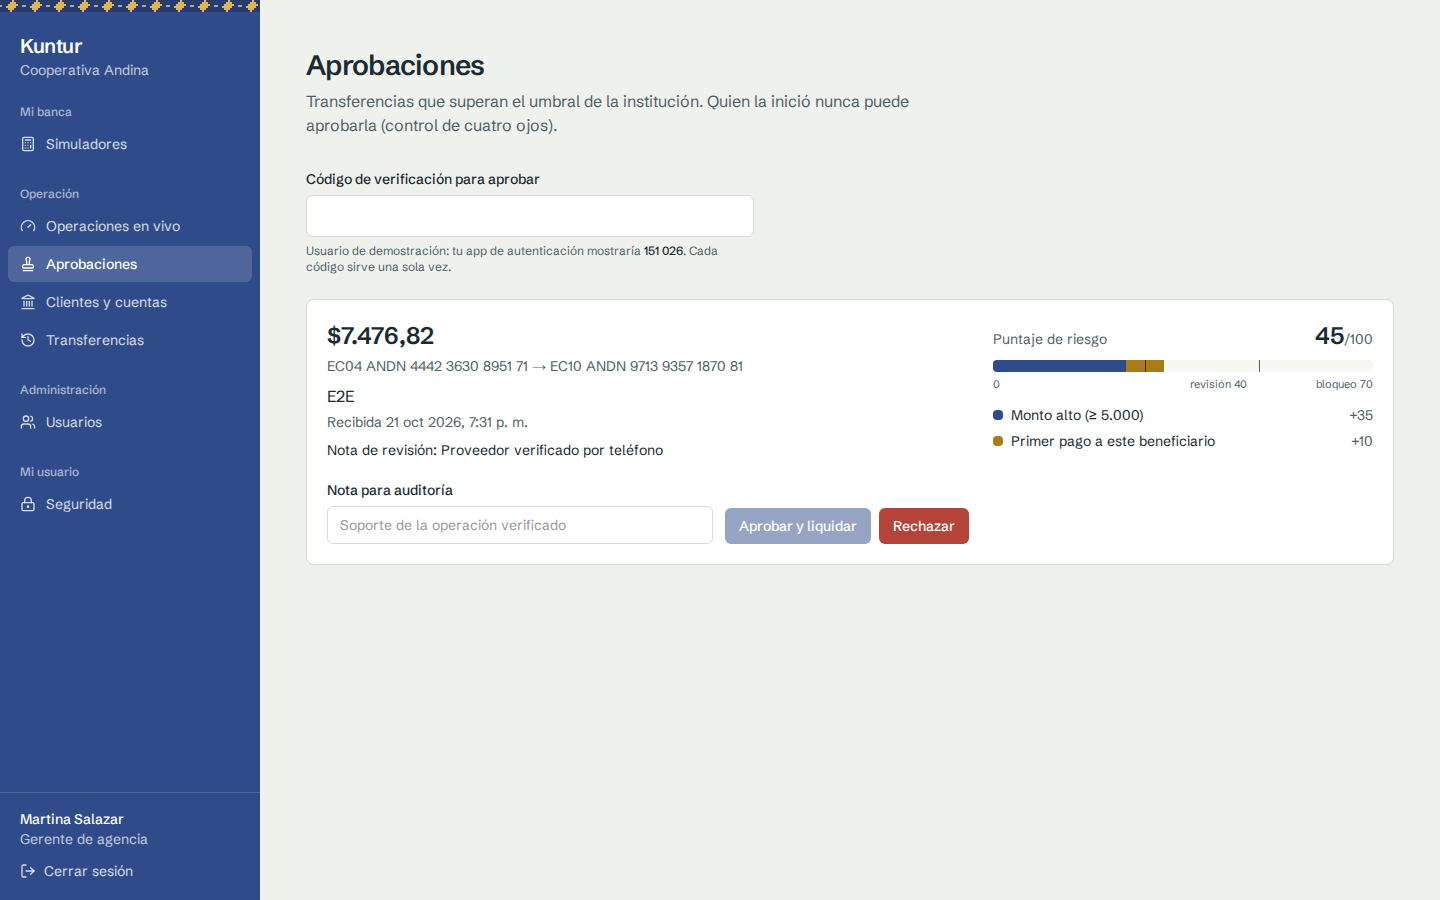 Kuntur
Cooperativa Andina
Mi banca
Simuladores
Operación
Operaciones en vivo
Aprobaciones
Clientes y cuentas
Transferencias
Administración
Usuarios
Mi usuario
Seguridad
Martina Salazar
Gerente de agencia
Cerrar sesión
Aprobaciones
Transferencias que superan el umbral de la institución. Quien la inició nunca puede
aprobarla (control de cuatro ojos).
Código de verificación para aprobar
Usuario de demostración: tu app de autenticación mostraría 151 026. Cada
código sirve una sola vez.
$7.476,82
EC04 ANDN 4442 3630 8951 71 → EC10 ANDN 9713 9357 1870 81
E2E
Recibida 21 oct 2026, 7:31 p. m.
Nota de revisión: Proveedor verificado por teléfono
Nota para auditoría
Soporte de la operación verificado
Aprobar y liquidar
Rechazar
Puntaje de riesgo 45/100
0 revisión 40 bloqueo 70
Monto alto (≥ 5.000) +35
Primer pago a este beneficiario +10